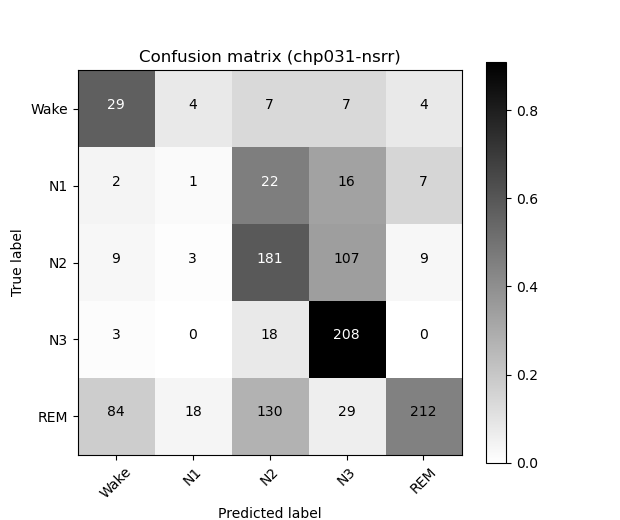 Confusion matrix (chp031-nsrr)
Wake 29 4 7 7 4
N1 2 1 22 16 7
N2 9 3 181 107 9
N3 3 0 18 208 0
REM 84 18 130 29 212
Wake N1 N2 N3 REM
Predicted label
True label
0.8
0.6
0.4
0.2
0.0